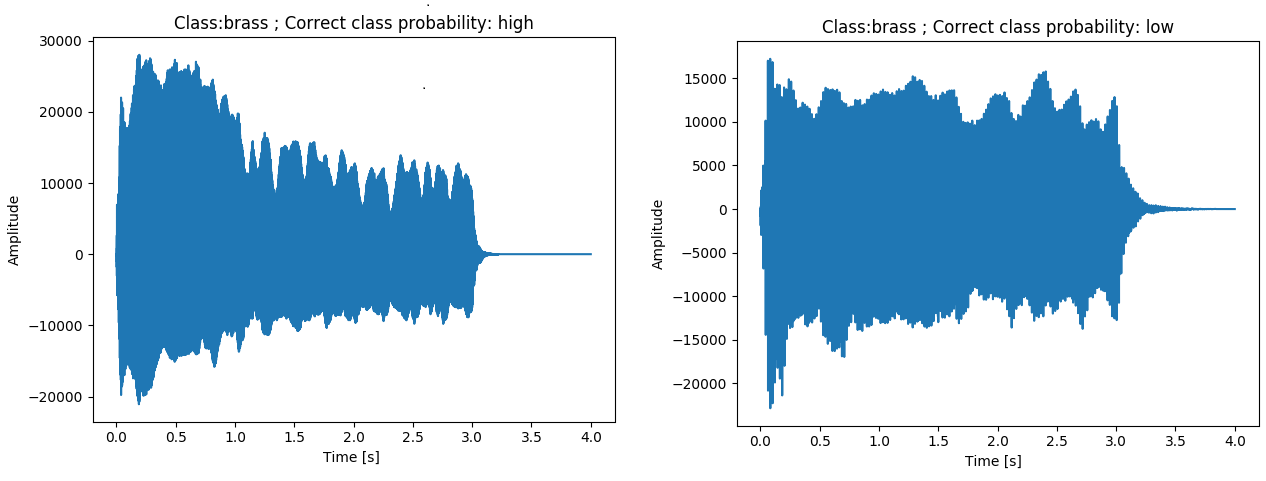 Class:brass ; Correct class probability: high
30000
20000
10000
0
−10000
−20000
Amplitude
0.0 0.5 1.0 1.5 2.0 2.5 3.0 3.5 4.0
Time [s]
Class:brass ; Correct class probability: low
15000
10000
5000
0
−5000
−10000
−15000
−20000
Amplitude
0.0 0.5 1.0 1.5 2.0 2.5 3.0 3.5 4.0
Time [s]